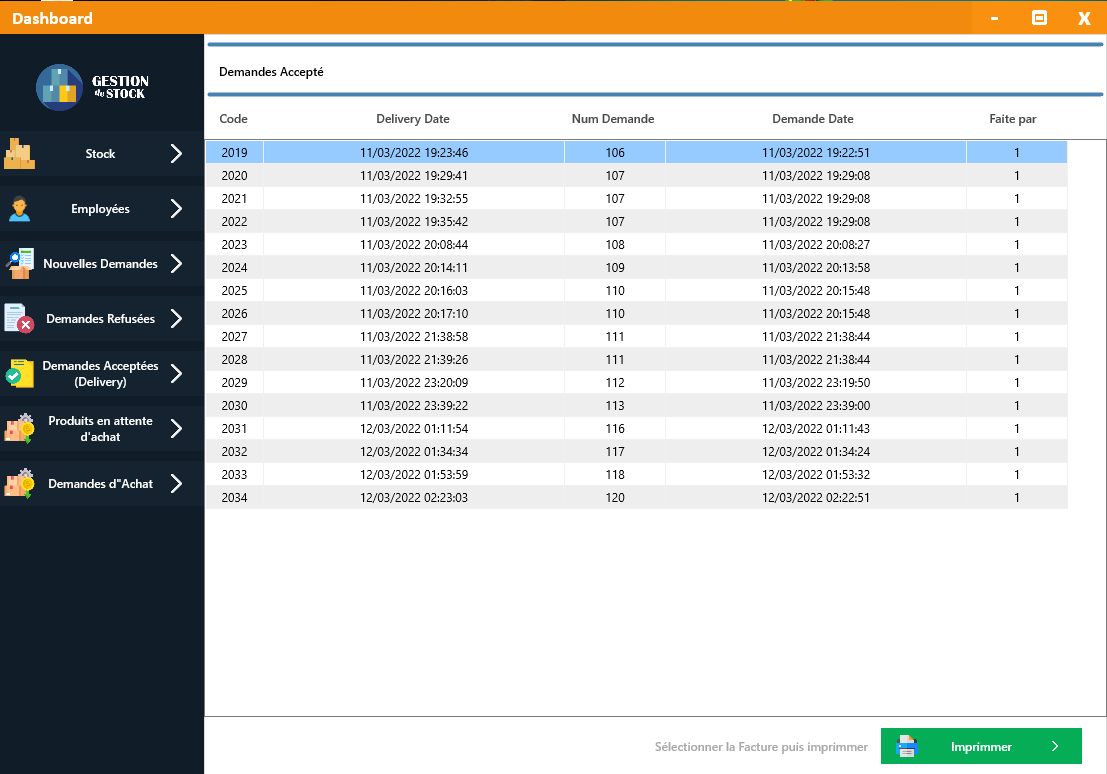 Dashboard
GESTION
du STOCK
Stock
Employées
Nouvelles Demandes
Demandes Refusées
Demandes Acceptées
(Delivery)
Produits en attente
d'achat
Demandes d"Achat
Demandes Accepté
Code Delivery Date Num Demande Demande Date Faite par
2019 11/03/2022 19:23:46 106 11/03/2022 19:22:51 1
2020 11/03/2022 19:29:41 107 11/03/2022 19:29:08 1
2021 11/03/2022 19:32:55 107 11/03/2022 19:29:08 1
2022 11/03/2022 19:35:42 107 11/03/2022 19:29:08 1
2023 11/03/2022 20:08:44 108 11/03/2022 20:08:27 1
2024 11/03/2022 20:14:11 109 11/03/2022 20:13:58 1
2025 11/03/2022 20:16:03 110 11/03/2022 20:15:48 1
2026 11/03/2022 20:17:10 110 11/03/2022 20:15:48 1
2027 11/03/2022 21:38:58 111 11/03/2022 21:38:44 1
2028 11/03/2022 21:39:26 111 11/03/2022 21:38:44 1
2029 11/03/2022 23:20:09 112 11/03/2022 23:19:50 1
2030 11/03/2022 23:39:22 113 11/03/2022 23:39:00 1
2031 12/03/2022 01:11:54 116 12/03/2022 01:11:43 1
2032 12/03/2022 01:34:34 117 12/03/2022 01:34:24 1
2033 12/03/2022 01:53:59 118 12/03/2022 01:53:32 1
2034 12/03/2022 02:23:03 120 12/03/2022 02:22:51 1
Sélectionner la Facture puis imprimmer
Imprimmer